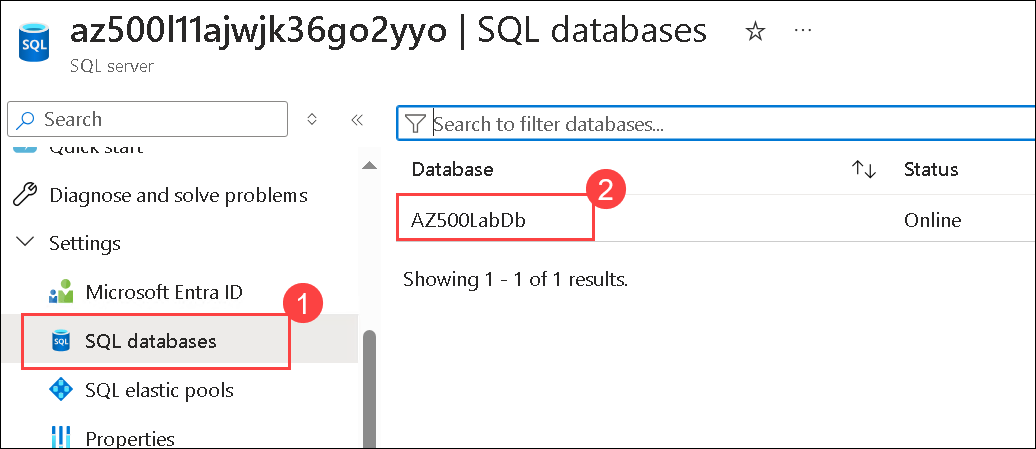 az500l11ajwjk36go2yyo | SQL databases
SQL
SQL server
Search
Search to filter databases...
Quick start
Database
Status
Diagnose and solve problems
2
AZ500LabDb
Online
Settings
Showing 1 - 1 of 1 results.
Microsoft Entra ID
1
SQL
SQL databases
SQL elastic pools
Properties